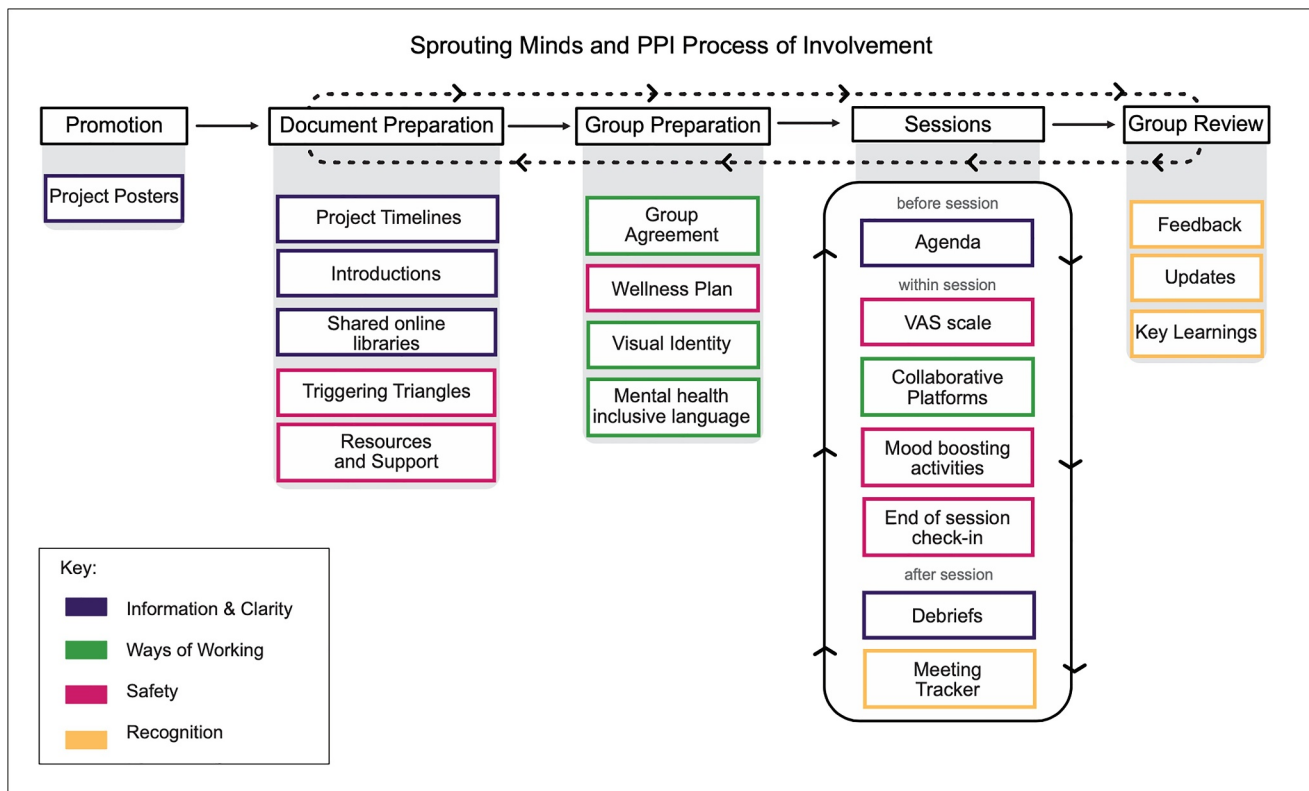 Sprouting Minds and PPI Process of Involvement
Promotion
Document Preparation
Group Preparation
Sessions
Group Review
Project Posters
Project Timelines
Introductions
Shared online
libraries
Triggering Triangles
Resources
and Support
Group
Agreement
Wellness Plan
Visual Identity
Mental health
inclusive language
before session
Agenda
within session
VAS scale
Collaborative
Platforms
Mood boosting
activities
End of session
check-in
after session
Debriefs
Meeting
Tracker
Feedback
Updates
Key Learnings
Key:
Information & Clarity
Ways of Working
Safety
Recognition